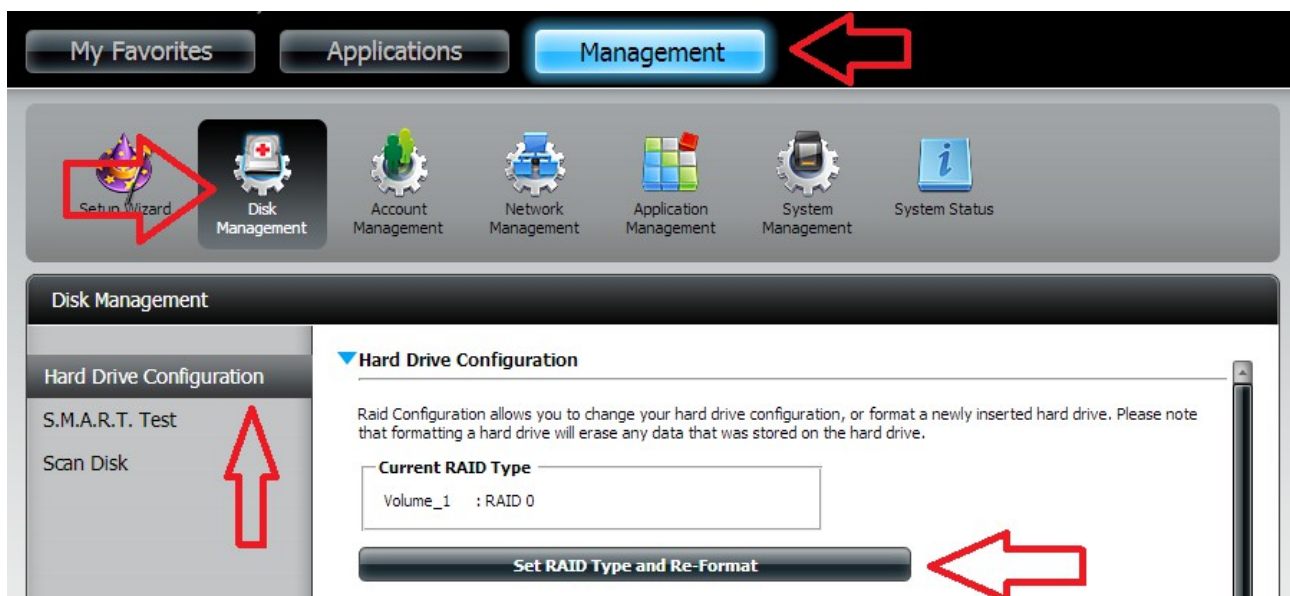 My Favorites Applications Management
Setup Wizard Disk Management Account Management Network Management Application Management System Management System Status
Disk Management
Hard Drive Configuration
S.M.A.R.T. Test
Scan Disk
Hard Drive Configuration
Raid Configuration allows you to change your hard drive configuration, or format a newly inserted hard drive. Please note
that formatting a hard drive will erase any data that was stored on the hard drive.
Current RAID Type
Volume_1 : RAID 0
Set RAID Type and Re-Format